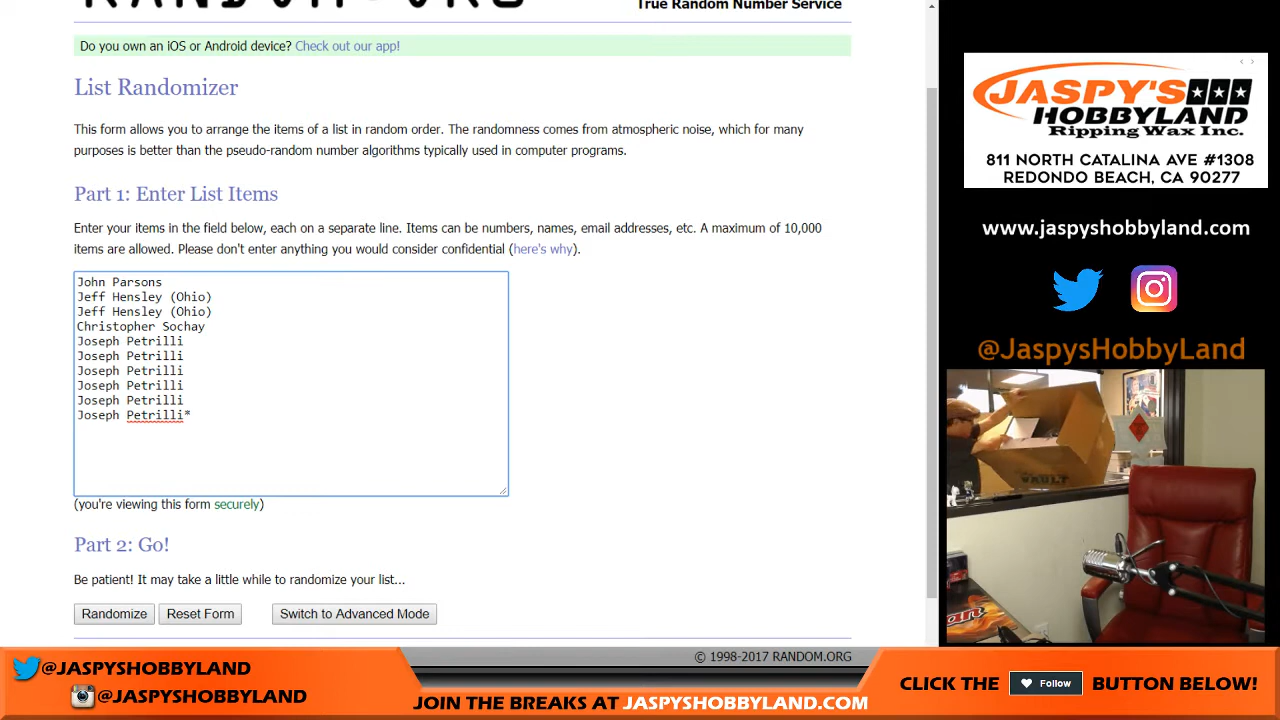 True Random Number Service
Do you own an iOS or Android device? Check out our app!
List Randomizer
This form allows you to arrange the items of a list in random order. The randomness comes from atmospheric noise, which for many
purposes is better than the pseudo-random number algorithms typically used in computer programs.
Part 1: Enter List Items
Enter your items in the field below, each on a separate line. Items can be numbers, names, email addresses, etc. A maximum of 10,000
items are allowed. Please don't enter anything you would consider confidential (here's why).
John Parsons
Jeff Hensley (Ohio)
Jeff Hensley (Ohio)
Christopher Sochay
Joseph Petrilli
Joseph Petrilli
Joseph Petrilli
Joseph Petrilli
Joseph Petrilli
Joseph Petrilli*
(you're viewing this form securely)
Part 2: Go!
Be patient! It may take a little while to randomize your list...
Randomize Reset Form Switch to Advanced Mode
© 1998-2017 RANDOM.ORG
JASPY'S
HOBBYLAND
Ripping Wax Inc.
811 NORTH CATALINA AVE #1308
REDONDO BEACH, CA 90277
www.jaspyshobbyland.com
@JaspysHobbyLand
VAULT
@JASPYSHOBBYLAND
@JASPYSHOBBYLAND
JOIN THE BREAKS AT JASPYSHOBBYLAND.COM
CLICK THE Follow BUTTON BELOW!